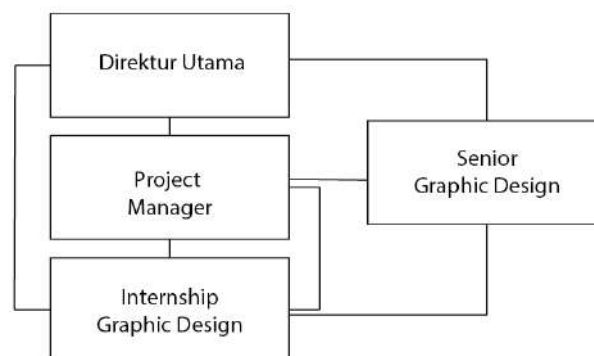 Direktur Utama
Project
Manager
Senior
Graphic Design
Internship
Graphic Design